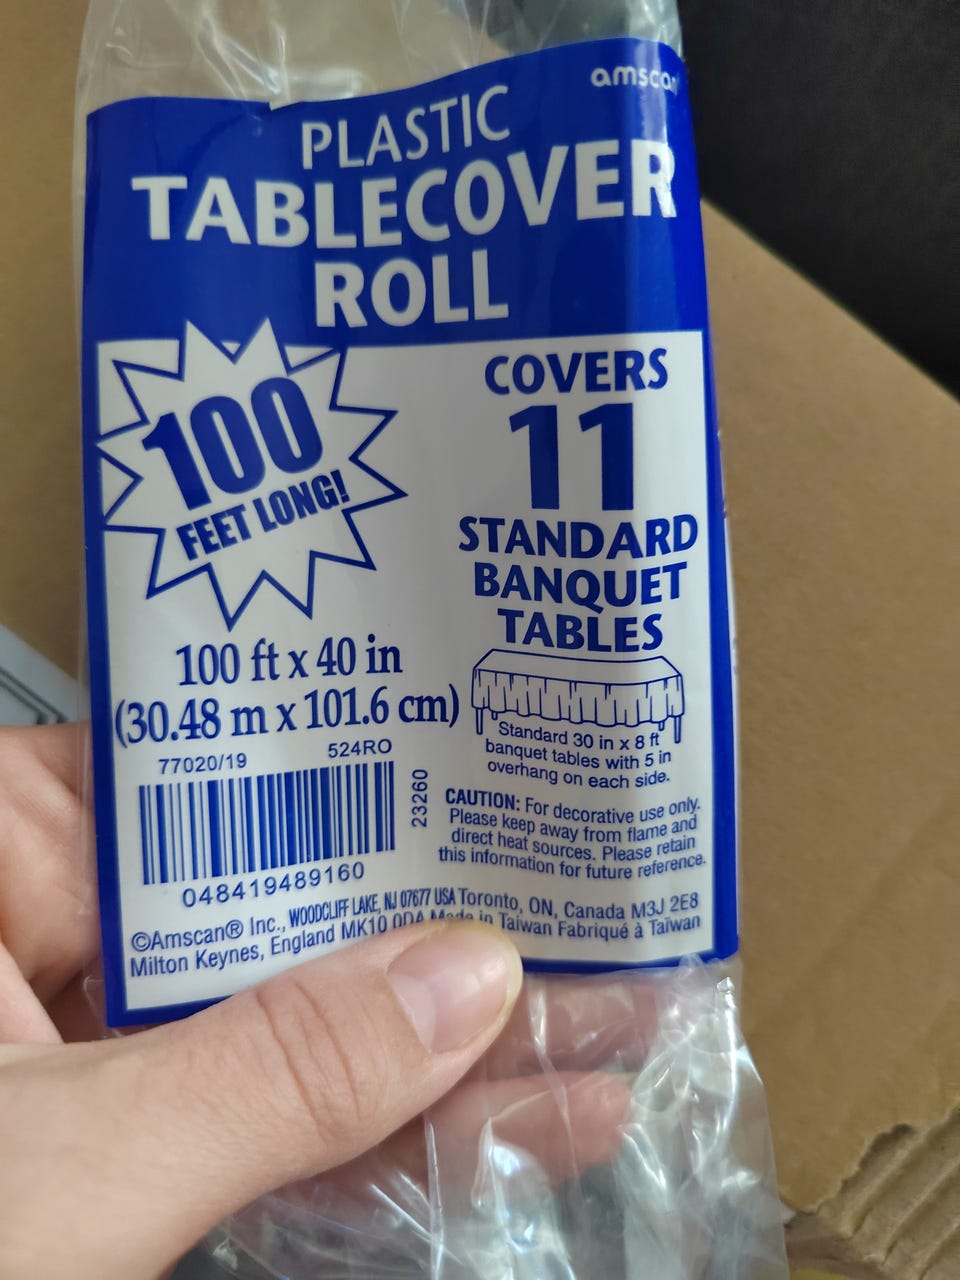 amscan
PLASTIC
TABLECOVER
ROLL
100
FEET LONG!
100 ft x 40 in
(30.48 m x 101.6 cm)
77020/19 524RO
23260
048419489160
COVERS
11
STANDARD
BANQUET
TABLES
Standard 30 in x 8 ft
banquet tables with 5 in
overhang on each side.
CAUTION: For decorative use only.
Please keep away from flame and
direct heat sources. Please retain
this information for future reference.
©Amscan® Inc., WOODCLIFF LAKE, NJ 07677 USA Toronto, ON, Canada M3J 2E8
Milton Keynes, England MK10 0DA Made in Taiwan Fabriqué à Taïwan